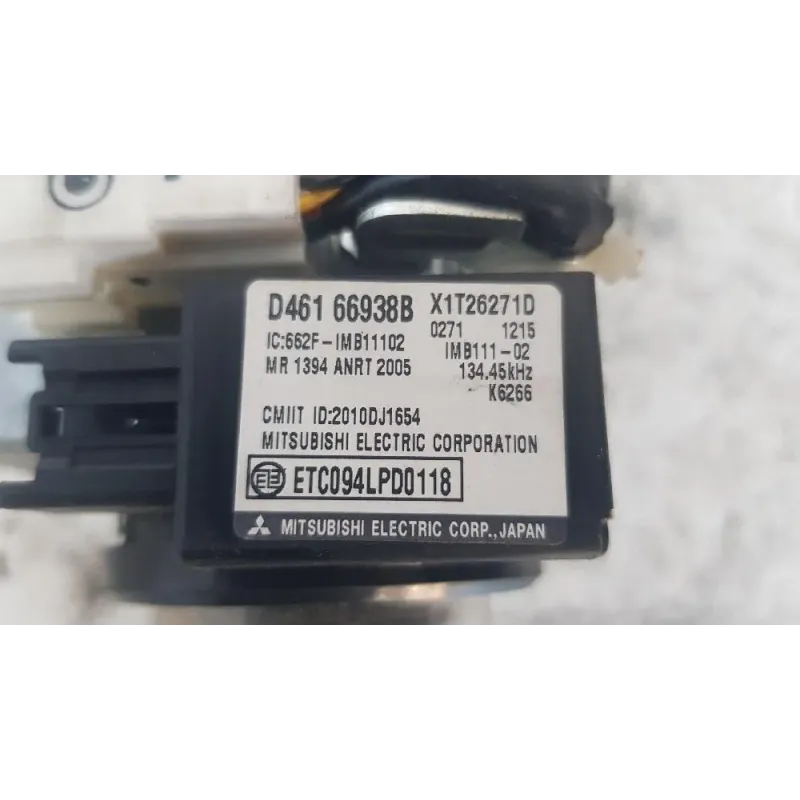 D461 66938B X1T26271D
IC:662F-IMB11102 0271 1215
MR 1394 ANRT 2005 IMB111-02
134.45kHz
K6266
CMIIT ID:2010DJ1654
MITSUBISHI ELECTRIC CORPORATION
ETC094LPD0118
MITSUBISHI ELECTRIC CORP.,JAPAN